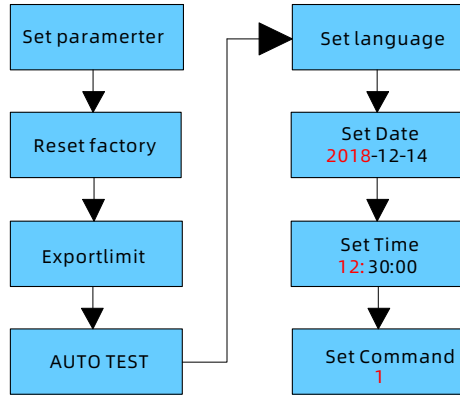 Set paramerter
Reset factory
Exportlimit
AUTO TEST
Set language
Set Date
2018-12-14
Set Time
12:30:00
Set Command
1